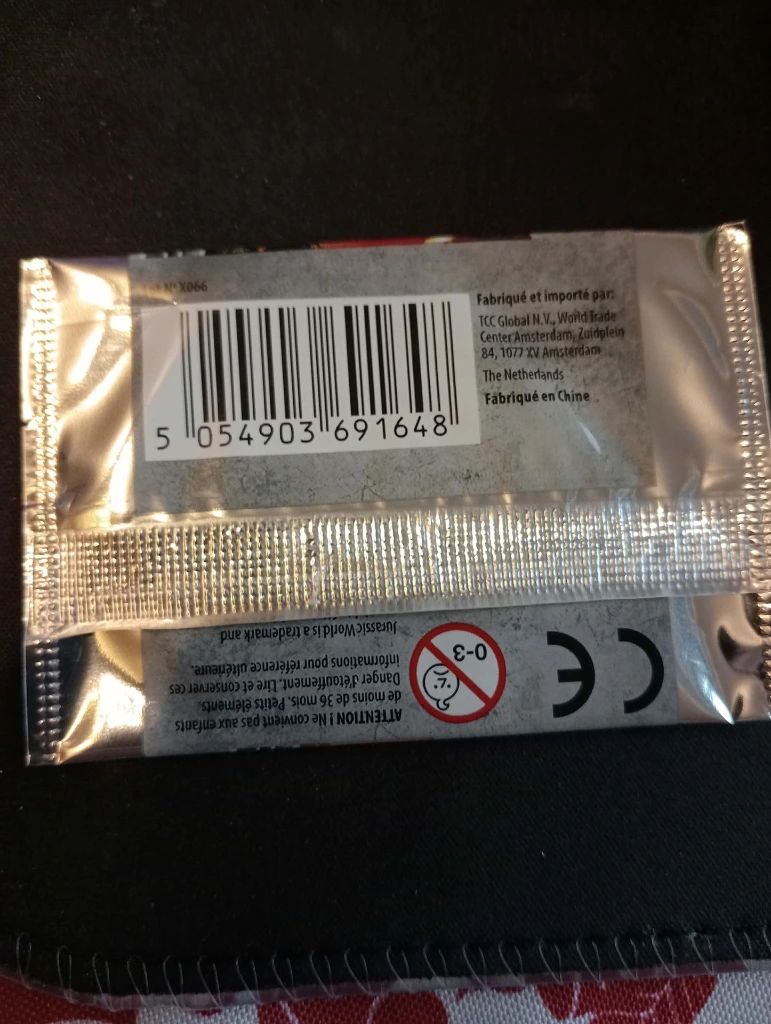 N° X066
5 054903 691648
Fabriqué et importé par:
TCC Global N.V., World Trade
Center Amsterdam, Zuidplein
84, 1077 XV Amsterdam
The Netherlands
Fabriqué en Chine
CE
0-3
ATTENTION ! Ne convient pas aux enfants
de moins de 36 mois. Petits éléments.
Danger d'étouffement. Lire et conserver ces
informations pour référence ultérieure.
Jurassic World is a trademark and